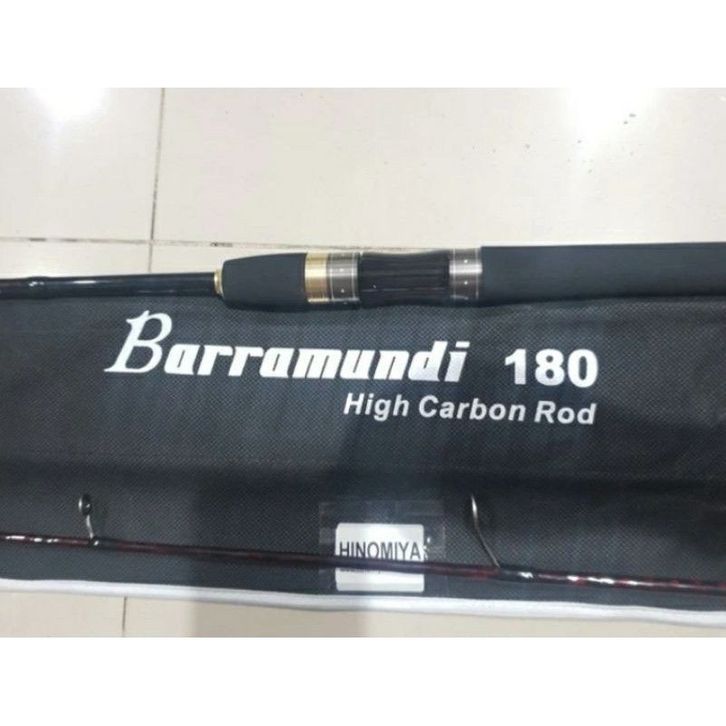 Barramundi 180
High Carbon Rod
HINOMIYA